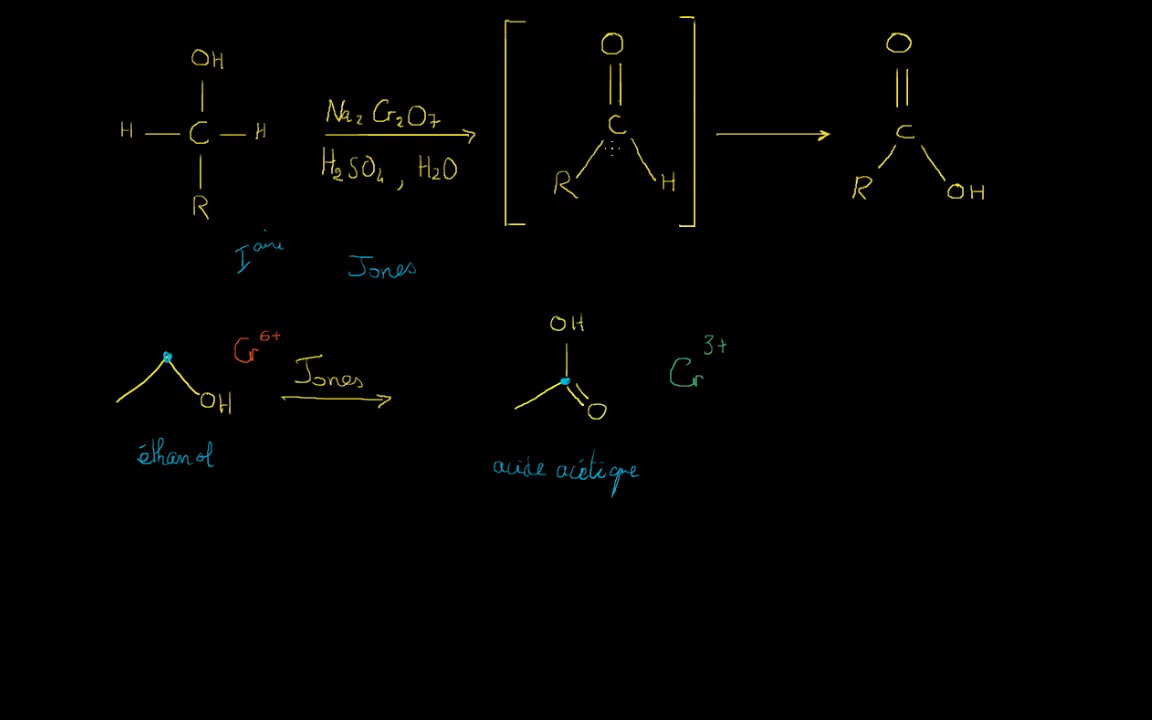 OH
H — C — H
R
Na₂Cr₂O₇
H₂SO₄, H₂O
O
C
R H
O
C
R OH
Iaire
Jones
OH
Cr⁶⁺
Jones
OH
O
Cr³⁺
éthanol
acide acétique